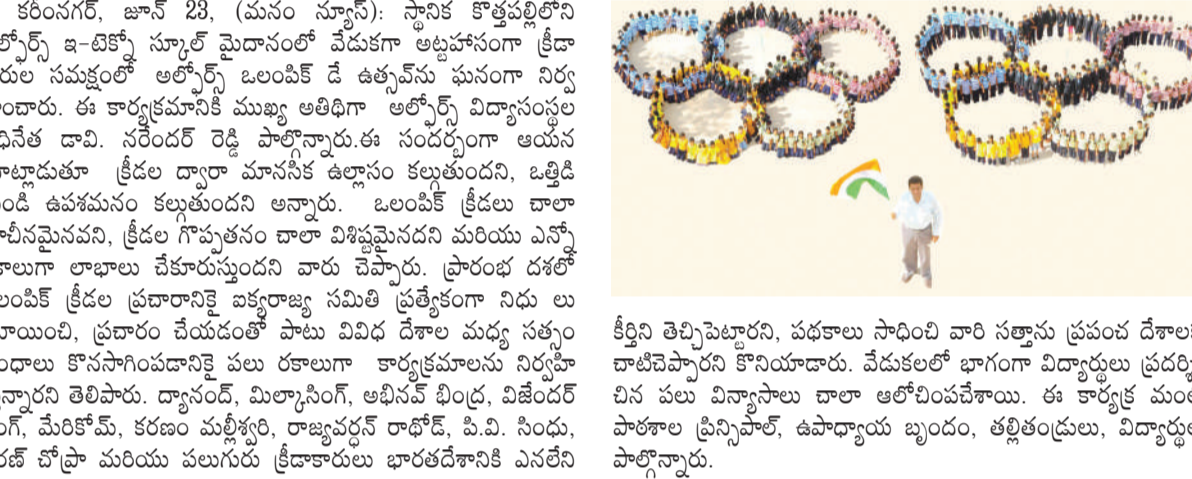 కరీంనగర్, జూన్ 23, (మనం న్యూస్): స్థానిక కొత్తపల్లిలోని
ల్ఫోర్స్ ఇ-టెక్నో స్కూల్ మైదానంలో వేడుకగా అట్టహాసంగా క్రీడా
రుల సమక్షంలో అల్ఫోర్స్ ఒలంపిక్ డే ఉత్సవ్‌ను ఘనంగా నిర్వ
ంచారు. ఈ కార్యక్రమానికి ముఖ్య అతిథిగా అల్ఫోర్స్ విద్యాసంస్థల
ధినేత డావి. నరేందర్ రెడ్డి పాల్గొన్నారు.ఈ సందర్భంగా ఆయన
ాట్లాడుతూ క్రీడల ద్వారా మానసిక ఉల్లాసం కల్గుతుందని, ఒత్తిడి
ుండి ఉపశమనం కల్గుతుందని అన్నారు. ఒలంపిక్ క్రీడలు చాలా
ాచీనమైనవని, క్రీడల గొప్పతనం చాలా విశిష్టమైనదని మరియు ఎన్నో
కాలుగా లాభాలు చేకూరుస్తుందని వారు చెప్పారు. ప్రారంభ దశలో
లంపిక్ క్రీడల ప్రచారానికై ఐక్యరాజ్య సమితి ప్రత్యేకంగా నిధు లు
ాయించి, ప్రచారం చేయడంతో పాటు వివిధ దేశాల మధ్య సత్సం
ంధాలు కొనసాగింపడానికై పలు రకాలుగా కార్యక్రమాలను నిర్వహి
్నారని తెలిపారు. ద్యానంద్, మిల్కాసింగ్, అభినవ్ భింద్ర, విజేందర్
ంగ్, మేరికోమ్, కరణం మల్లీశ్వరి, రాజ్యవర్ధన్ రాథోడ్, పి.వి. సింధు,
రణ్ చోప్రా మరియు పలుగురు క్రీడాకారులు భారతదేశానికి ఎనలేని
కీర్తిని తెచ్చిపెట్టారని, పథకాలు సాధించి వారి సత్తాను ప్రపంచ దేశాలక
చాటిచెప్పారని కొనియాడారు. వేడుకలలో భాగంగా విద్యార్థులు ప్రదర్శి
చిన పలు విన్యాసాలు చాలా ఆలోచింపచేశాయి. ఈ కార్యక్ర మంల
పాఠశాల ప్రిన్సిపాల్, ఉపాధ్యాయ బృందం, తల్లితండ్రులు, విద్యార్థుల
పాల్గొన్నారు.